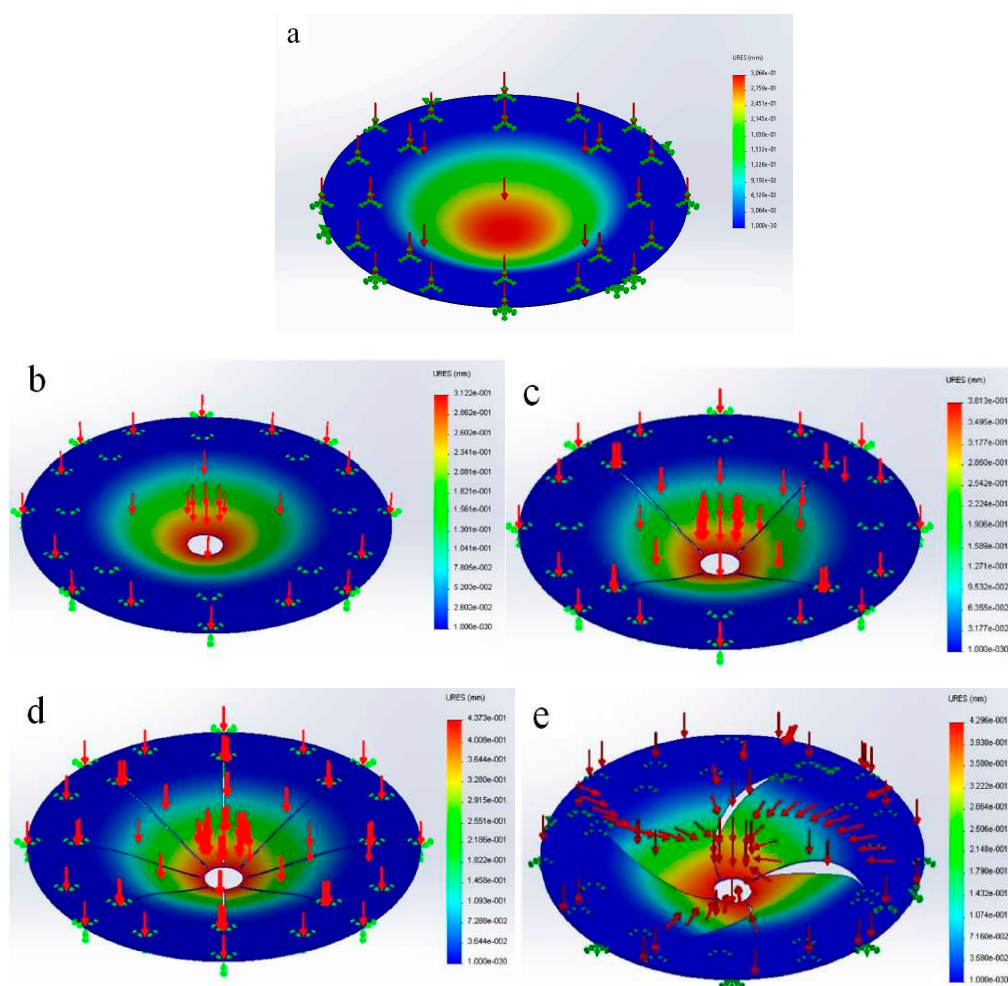 a
URES (mm)
3,064e-01
2,758e-01
2,451e-01
2,145e-01
1,838e-01
1,532e-01
1,226e-01
9,192e-02
6,128e-02
3,064e-02
1,000e-30
b
URES (mm)
3.122e-001
2.862e-001
2.602e-001
2.341e-001
2.081e-001
1.821e-001
1.561e-001
1.301e-001
1.041e-001
7.805e-002
5.203e-002
2.602e-002
1.000e-030
c
URES (mm)
3.813e-001
3.495e-001
3.177e-001
2.860e-001
2.542e-001
2.224e-001
1.906e-001
1.589e-001
1.271e-001
9.532e-002
6.355e-002
3.177e-002
1.000e-030
d
URES (mm)
4.373e-001
4.008e-001
3.644e-001
3.280e-001
2.915e-001
2.551e-001
2.186e-001
1.822e-001
1.458e-001
1.093e-001
7.288e-002
3.644e-002
1.000e-030
e
URES (mm)
4.296e-001
3.938e-001
3.580e-001
3.222e-001
2.864e-001
2.506e-001
2.148e-001
1.790e-001
1.432e-001
1.074e-001
7.160e-002
3.580e-002
1.000e-030